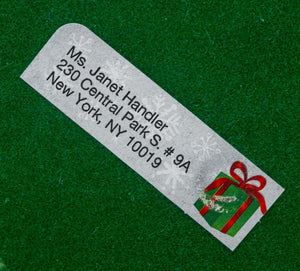 Ms. Janet Handler
230 Central Park S. # 9A
New York, NY 10019